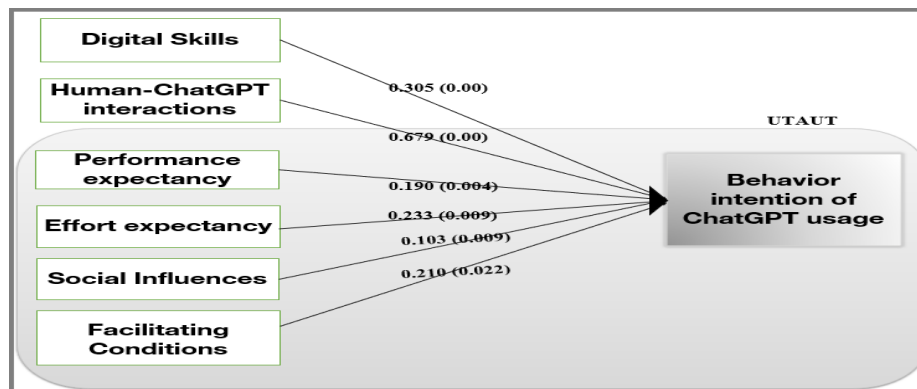 Digital Skills
0.305 (0.00)
Human-ChatGPT
interactions
UTAUT
0.679 (0.00)
Performance
expectancy
0.190 (0.004)
Behavior
intention of
ChatGPT usage
Effort expectancy
0.233 (0.009)
0.103 (0.009)
Social Influences
0.210 (0.022)
Facilitating
Conditions